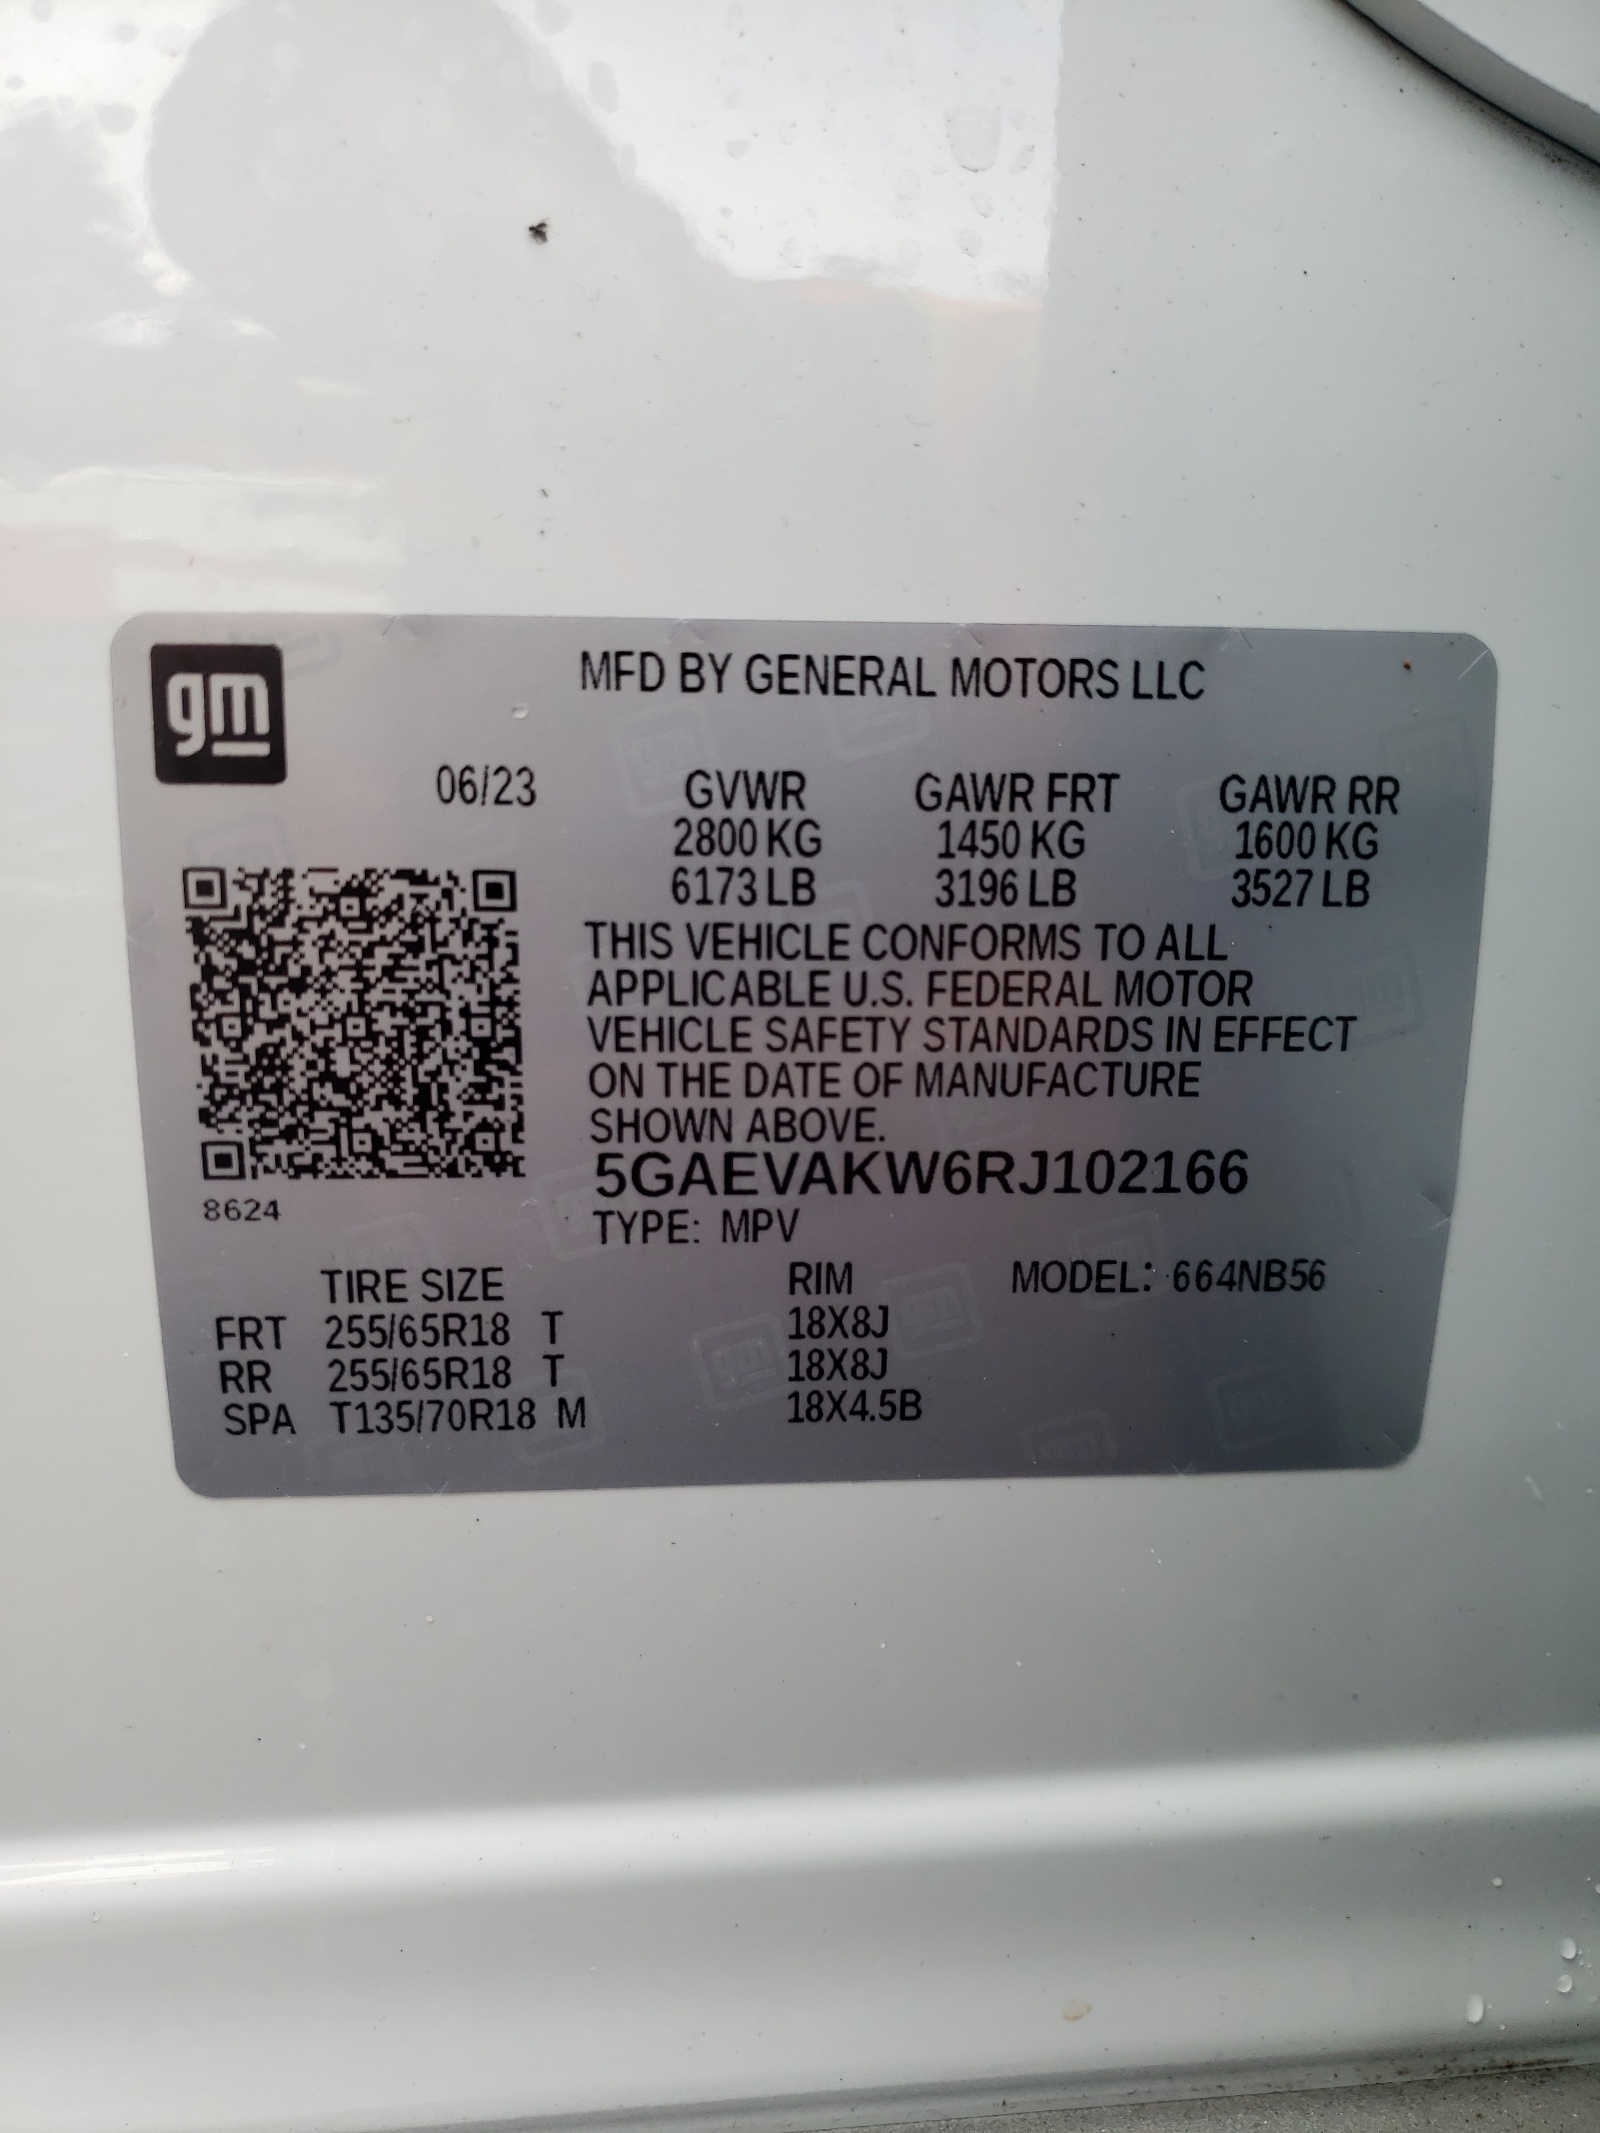 gm
MFD BY GENERAL MOTORS LLC
06/23 GVWR GAWR FRT GAWR RR
2800 KG 1450 KG 1600 KG
6173 LB 3196 LB 3527 LB
THIS VEHICLE CONFORMS TO ALL
APPLICABLE U.S. FEDERAL MOTOR
VEHICLE SAFETY STANDARDS IN EFFECT
ON THE DATE OF MANUFACTURE
SHOWN ABOVE.
5GAEVAKW6RJ102166
8624
TYPE: MPV
TIRE SIZE RIM MODEL: 664NB56
FRT 255/65R18 T 18X8J
RR 255/65R18 T 18X8J
SPA T135/70R18 M 18X4.5B